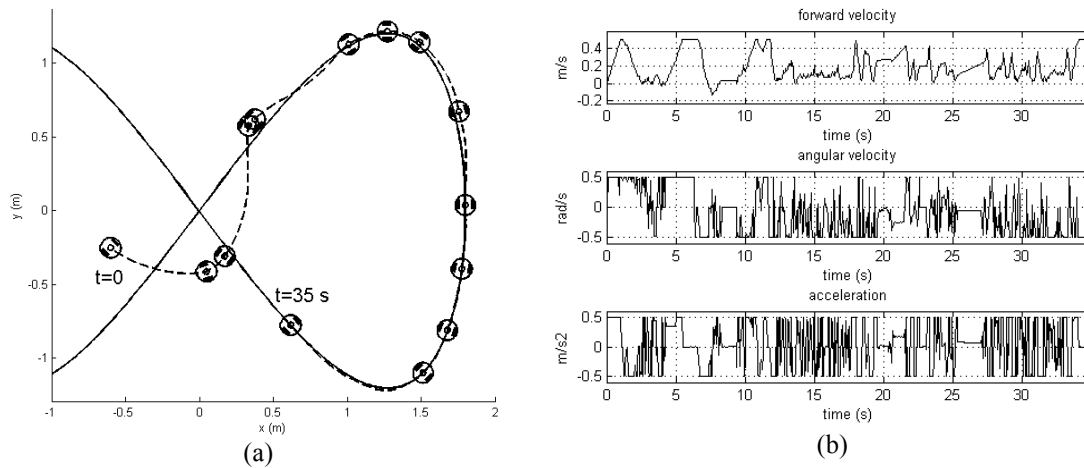 1
0.5
0
-0.5
-1
y (m)
t=0
t=35 s
-1 -0.5 0 0.5 1 1.5 2
x (m)
(a)
forward velocity
m/s
0.4
0.2
0
-0.2
0 5 10 15 20 25 30
time (s)
angular velocity
rad/s
0.5
0
-0.5
0 5 10 15 20 25 30
time (s)
acceleration
m/s2
0.5
0
-0.5
0 5 10 15 20 25 30
time (s)
(b)